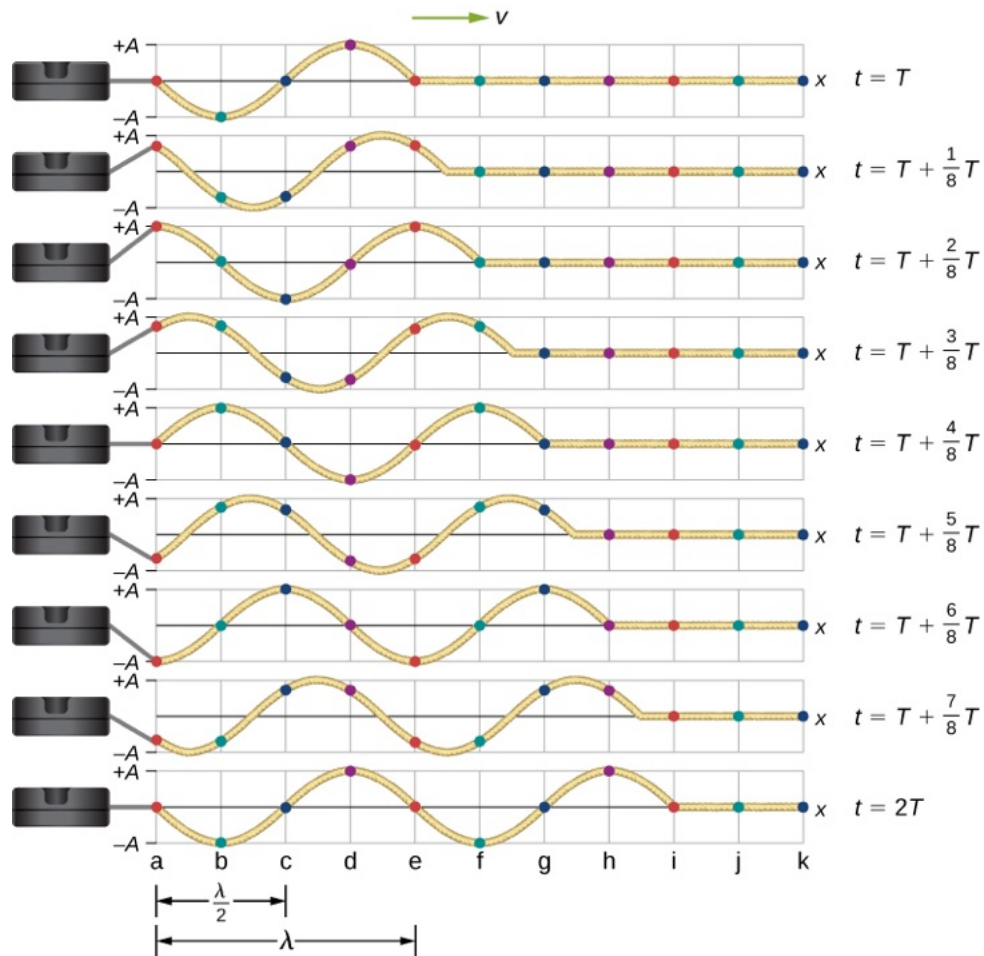 v
+A
x t = T
–A
+A
x t = T + 1/8 T
–A
+A
x t = T + 2/8 T
–A
+A
x t = T + 3/8 T
–A
+A
x t = T + 4/8 T
–A
+A
x t = T + 5/8 T
–A
+A
x t = T + 6/8 T
–A
+A
x t = T + 7/8 T
–A
+A
x t = 2T
–A
a b c d e f g h i j k
λ/2
λ